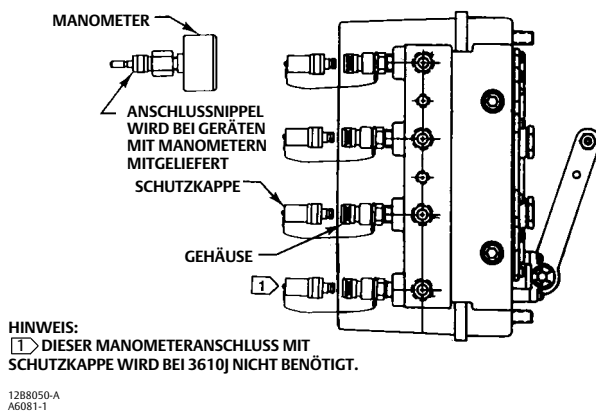 MANOMETER
ANSCHLUSSNIPPEL
WIRD BEI GERÄTEN
MIT MANOMETERN
MITGELIEFERT
SCHUTZKAPPE
GEHÄUSE
1
HINWEIS:
1 DIESER MANOMETERANSCHLUSS MIT
SCHUTZKAPPE WIRD BEI 3610J NICHT BENÖTIGT.
12B8050-A
A6081-1